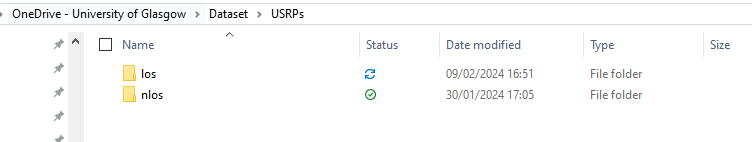 OneDrive - University of Glasgow > Dataset > USRPs
Name Status Date modified Type Size
los 09/02/2024 16:51 File folder
nlos 30/01/2024 17:05 File folder